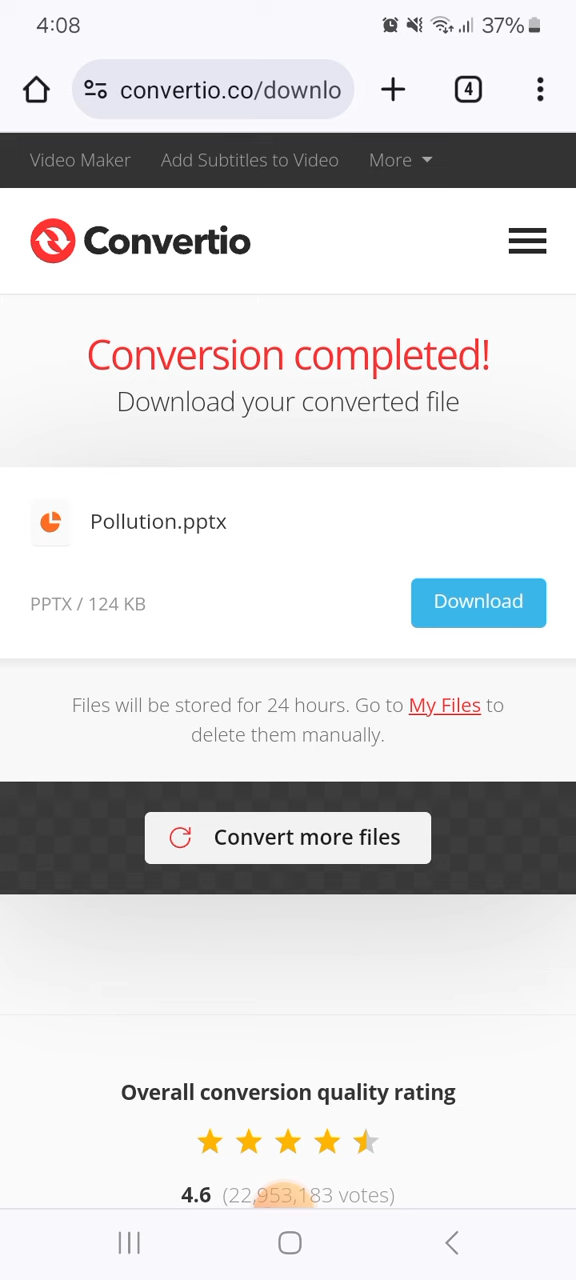 4:08
37%
convertio.co/downlo
4
Video Maker
Add Subtitles to Video
More
Convertio
Conversion completed!
Download your converted file
Pollution.pptx
PPTX / 124 KB
Download
Files will be stored for 24 hours. Go to My Files to
delete them manually.
Convert more files
Overall conversion quality rating
4.6 (22,953,183 votes)